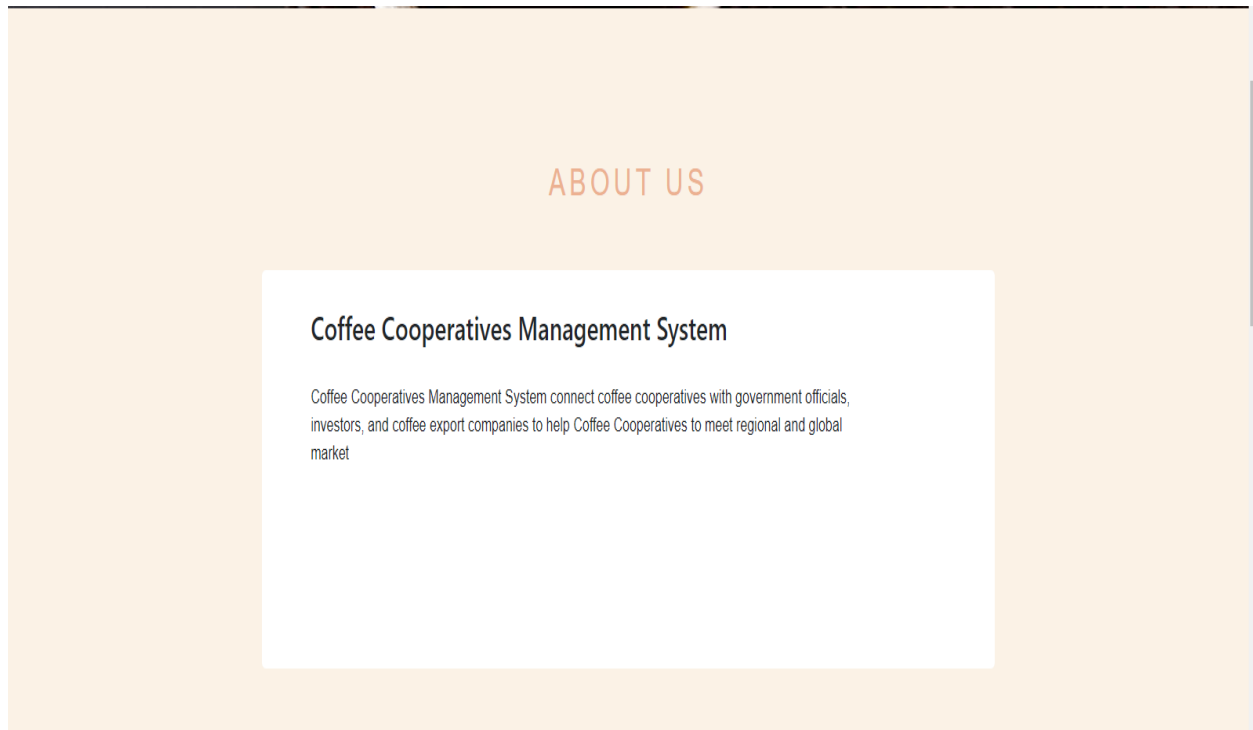 ABOUT US
Coffee Cooperatives Management System
Coffee Cooperatives Management System connect coffee cooperatives with government officials,
investors, and coffee export companies to help Coffee Cooperatives to meet regional and global
market